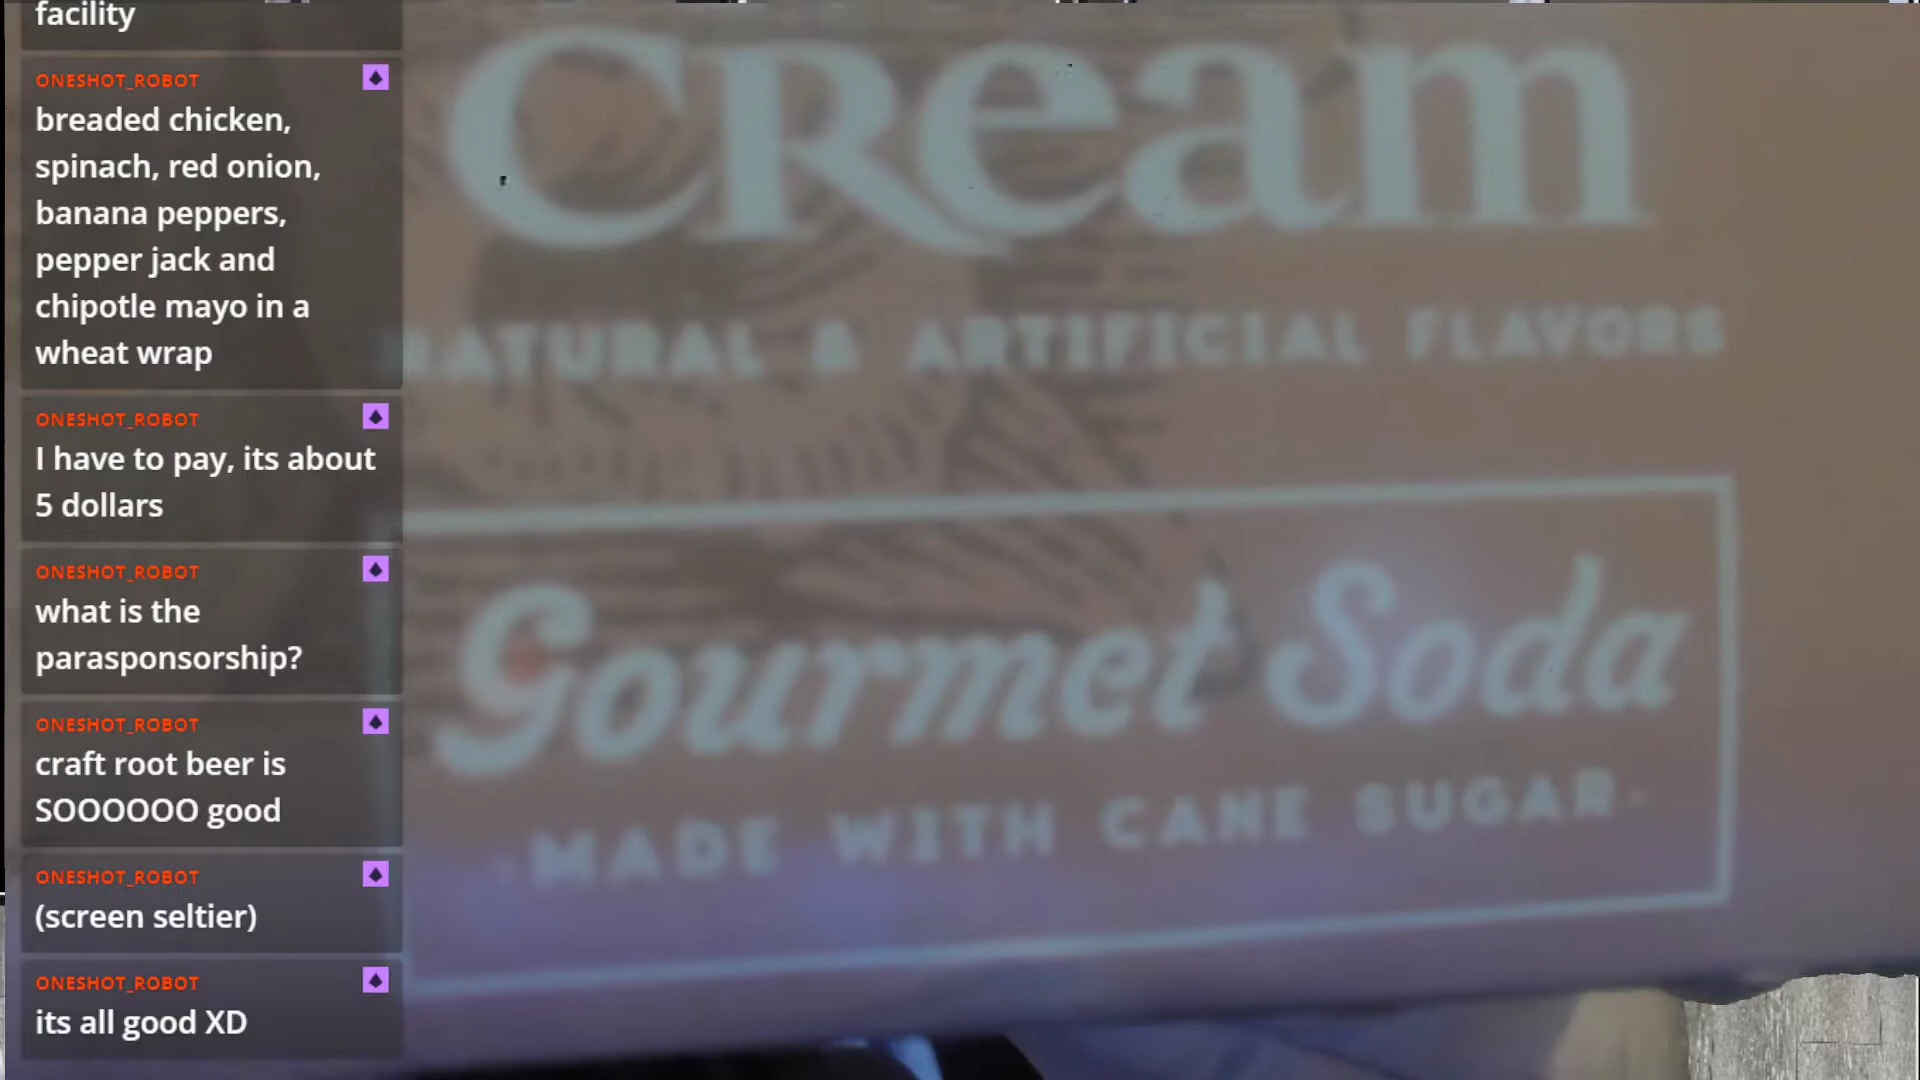 facility
ONESHOT_ROBOT
breaded chicken,
spinach, red onion,
banana peppers,
pepper jack and
chipotle mayo in a
wheat wrap
ONESHOT_ROBOT
I have to pay, its about
5 dollars
ONESHOT_ROBOT
what is the
parasponsorship?
ONESHOT_ROBOT
craft root beer is
SOOOOOO good
ONESHOT_ROBOT
(screen seltier)
ONESHOT_ROBOT
its all good XD
CReam
NATURAL & ARTIFICIAL FLAVORS
Gourmet Soda
·MADE WITH CANE SUGAR·